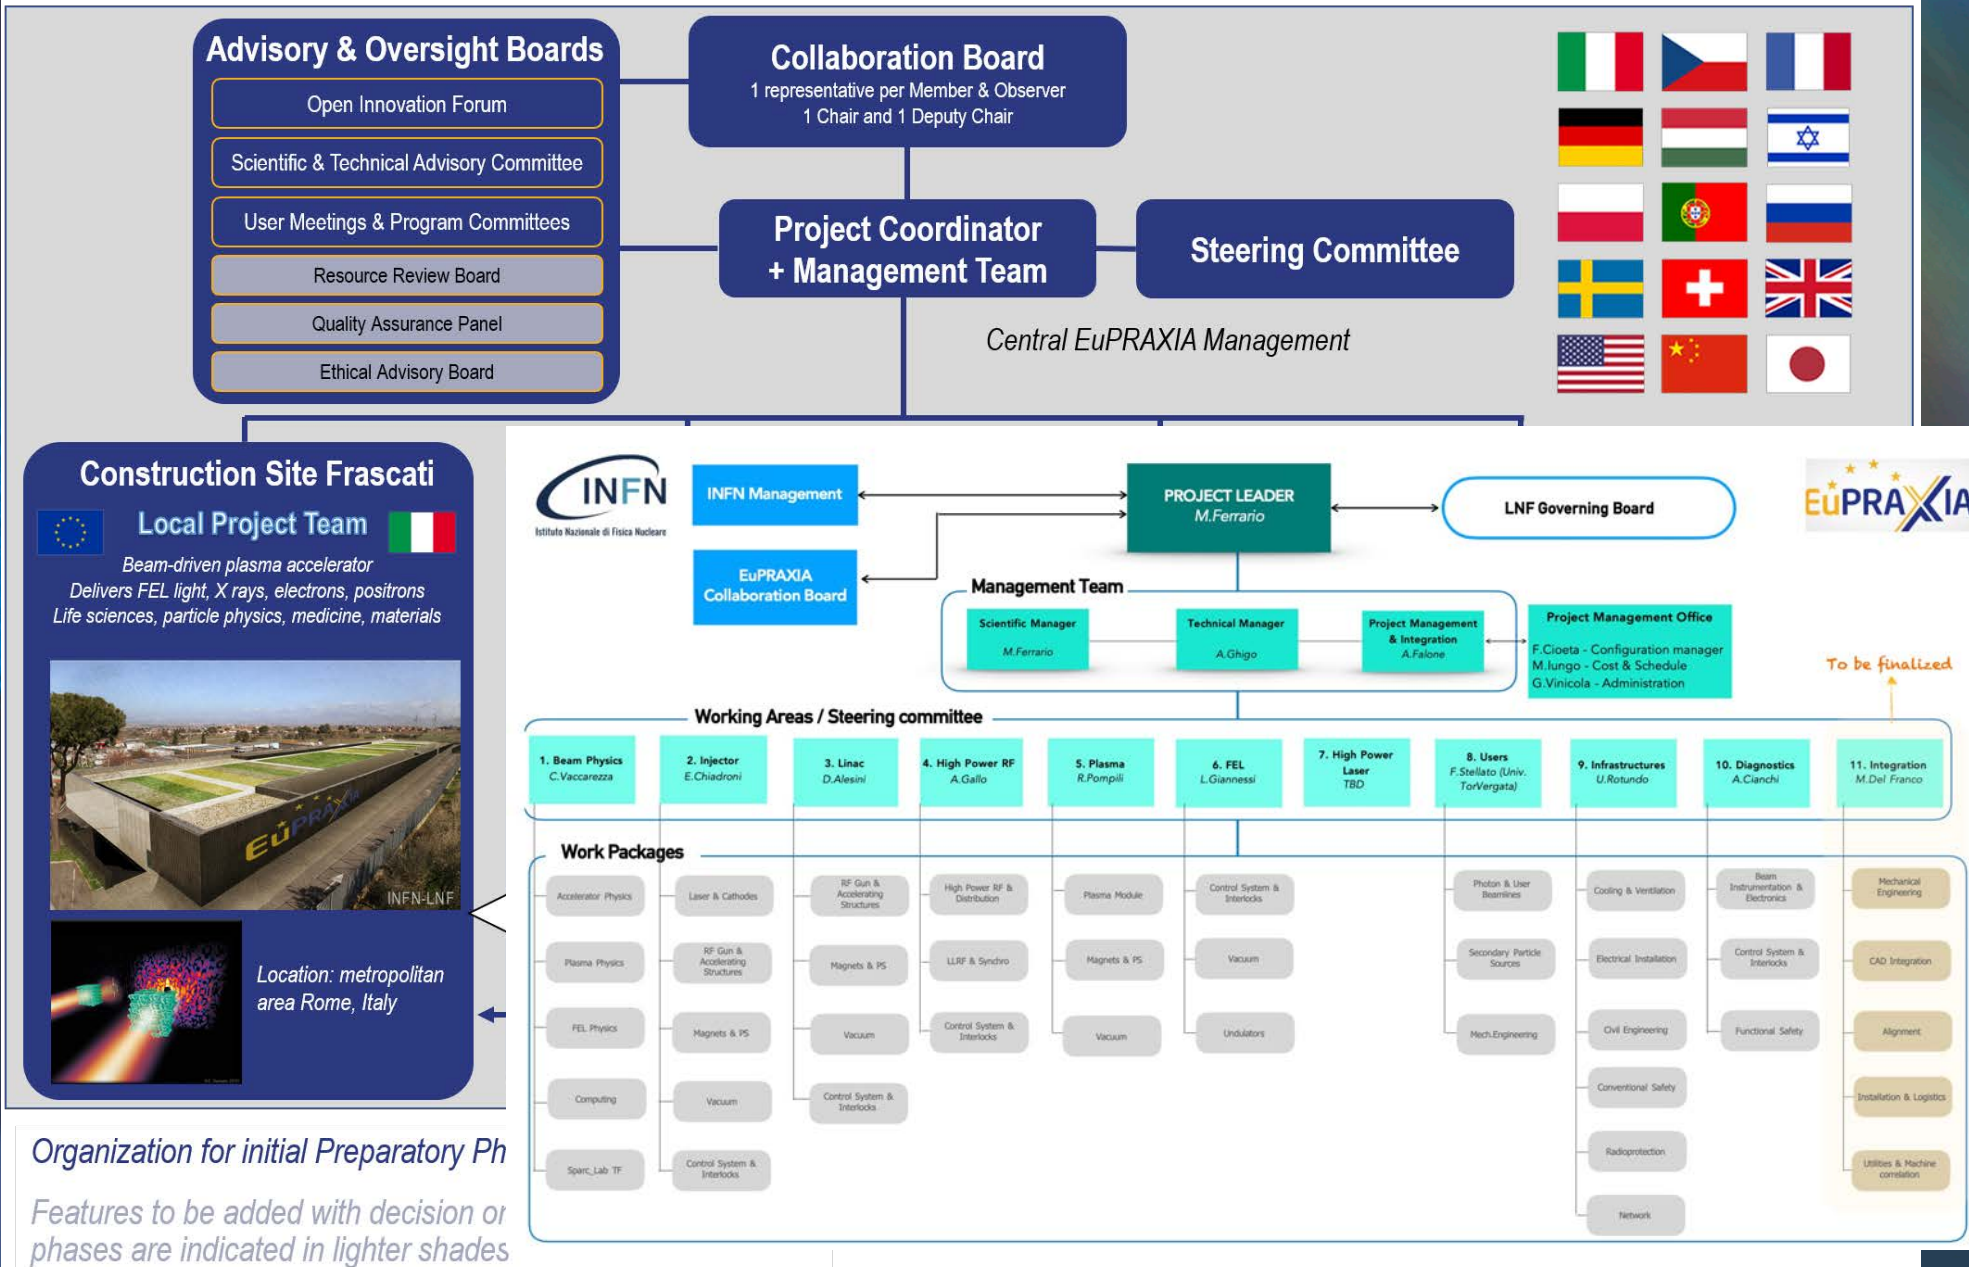 Advisory & Oversight Boards
Open Innovation Forum
Scientific & Technical Advisory Committee
User Meetings & Program Committees
Resource Review Board
Quality Assurance Panel
Ethical Advisory Board
Collaboration Board
1 representative per Member & Observer
1 Chair and 1 Deputy Chair
Project Coordinator
+ Management Team
Steering Committee
Central EuPRAXIA Management
Construction Site Frascati
Local Project Team
Beam-driven plasma accelerator
Delivers FEL light, X rays, electrons, positrons
Life sciences, particle physics, medicine, materials
EuPRAXIA
INFN-LNF
Location: metropolitan
area Rome, Italy
Organization for initial Preparatory Ph
Features to be added with decision or
phases are indicated in lighter shades
INFN
Istituto Nazionale di Fisica Nucleare
INFN Management
EuPRAXIA
Collaboration Board
PROJECT LEADER
M.Ferrario
LNF Governing Board
EuPRAXIA
Management Team
Scientific Manager
M.Ferrario
Technical Manager
A.Ghigo
Project Management
& Integration
A.Falone
Project Management Office
F.Cioeta - Configuration manager
M.Iungo - Cost & Schedule
G.Vinicola - Administration
To be finalized
Working Areas / Steering committee
1. Beam Physics
C.Vaccarezza
2. Injector
E.Chiadroni
3. Linac
D.Alesini
4. High Power RF
A.Gallo
5. Plasma
R.Pompili
6. FEL
L.Giannessi
7. High Power
Laser
TBD
8. Users
F.Stellato (Univ.
TorVergata)
9. Infrastructures
U.Rotundo
10. Diagnostics
A.Cianchi
11. Integration
M.Del Franco
Work Packages
Accelerator Physics
Plasma Physics
FEL Physics
Computing
Sparc_Lab TF
Laser & Cathodes
RF Gun &
Accelerating
Structures
Magnets & PS
Vacuum
Control System &
Interlocks
RF Gun &
Accelerating
Structures
Magnets & PS
Vacuum
Control System &
Interlocks
High Power RF &
Distribution
LLRF & Synchro
Control System &
Interlocks
Plasma Module
Magnets & PS
Vacuum
Control System &
Interlocks
Vacuum
Undulators
Photon & User
Beamlines
Secondary Particle
Sources
Mech.Engineering
Cooling & Ventilation
Electrical Installation
Civil Engineering
Conventional Safety
Radioprotection
Network
Beam
Instrumentation &
Electronics
Control System &
Interlocks
Functional Safety
Mechanical
Engineering
CAD Integration
Alignment
Installation & Logistics
Utilities & Machine
correlation